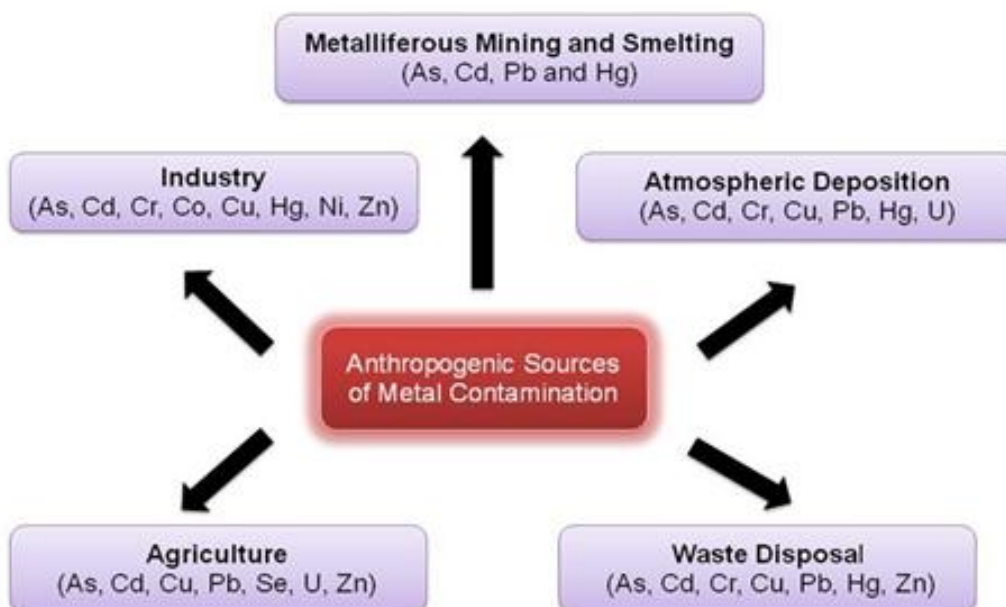 Metalliferous Mining and Smelting
(As, Cd, Pb and Hg)
Industry
(As, Cd, Cr, Co, Cu, Hg, Ni, Zn)
Atmospheric Deposition
(As, Cd, Cr, Cu, Pb, Hg, U)
Anthropogenic Sources
of Metal Contamination
Agriculture
(As, Cd, Cu, Pb, Se, U, Zn)
Waste Disposal
(As, Cd, Cr, Cu, Pb, Hg, Zn)